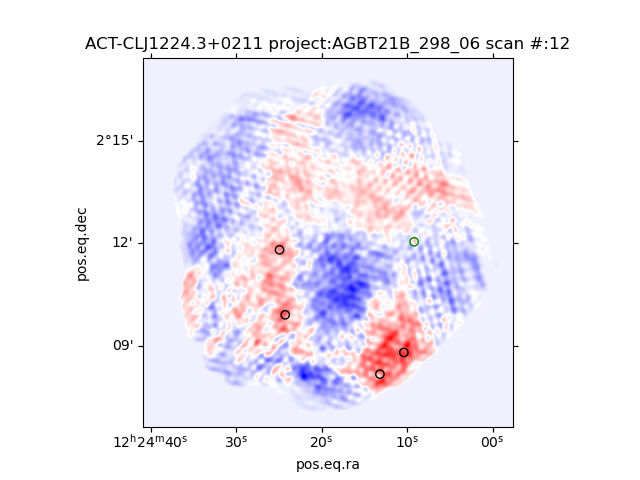 ACT-CLJ1224.3+0211 project:AGBT21B_298_06 scan #:12
2°15'
12'
09'
pos.eq.dec
12h24m40s 30s 20s 10s 00s
pos.eq.ra